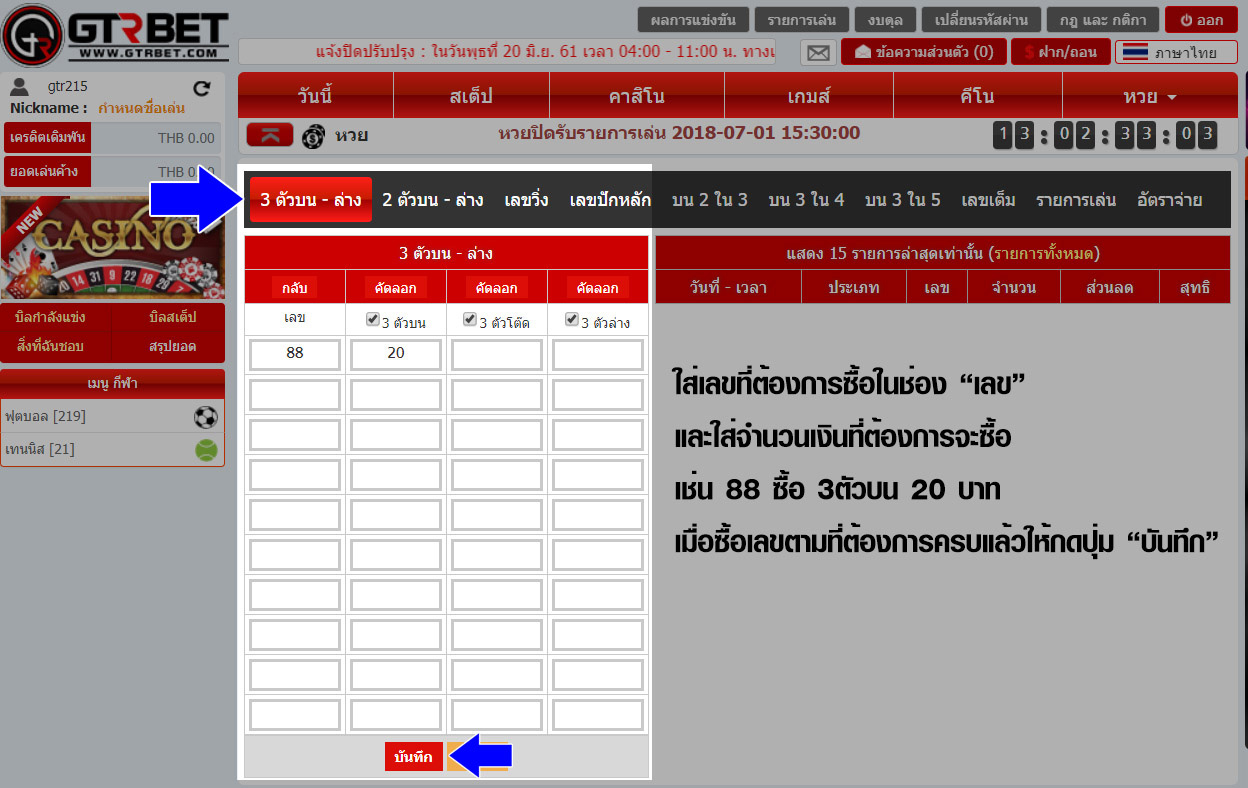 GTRBET
WWW.GTRBET.COM
ผลการแข่งขัน รายการเล่น งบดุล เปลี่ยนรหัสผ่าน กฎ และ กติกา ออก
แจ้งปิดปรับปรุง : ในวันพุธที่ 20 มิ.ย. 61 เวลา 04:00 - 11:00 น. ทางเ
ข้อความส่วนตัว (0) $ ฝาก/ถอน ภาษาไทย
gtr215
Nickname : กำหนดชื่อเล่น
เครดิตเดิมพัน THB 0.00
ยอดเล่นค้าง THB 0.00
NEW
CASINO
บิลกำลังแข่ง บิลสเต็ป
สิ่งที่ฉันชอบ สรุปยอด
เมนู กีฬา
ฟุตบอล [219]
เทนนิส [21]
วันนี้ สเต็ป คาสิโน เกมส์ คีโน หวย
หวย หวยปิดรับรายการเล่น 2018-07-01 15:30:00 13:02:33:03
3 ตัวบน - ล่าง 2 ตัวบน - ล่าง เลขวิ่ง เลขปักหลัก บน 2 ใน 3 บน 3 ใน 4 บน 3 ใน 5 เลขเต็ม รายการเล่น อัตราจ่าย
3 ตัวบน - ล่าง
กลับ คัดลอก คัดลอก คัดลอก
เลข 3 ตัวบน 3 ตัวโต๊ด 3 ตัวล่าง
88 20
บันทึก
แสดง 15 รายการล่าสุดเท่านั้น (รายการทั้งหมด)
วันที่ - เวลา ประเภท เลข จำนวน ส่วนลด สุทธิ
ใส่เลขที่ต้องการซื้อในช่อง “เลข”
และใส่จำนวนเงินที่ต้องการจะซื้อ
เช่น 88 ซื้อ 3ตัวบน 20 บาท
เมื่อซื้อเลขตามที่ต้องการครบแล้วให้กดปุ่ม “บันทึก”